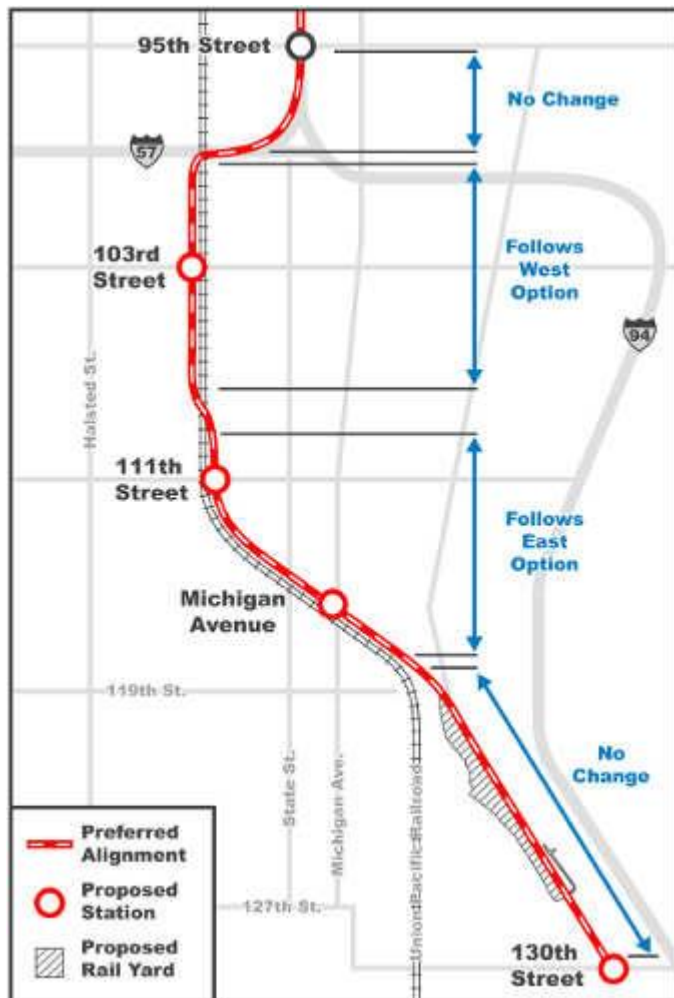 95th Street
No Change
57
Follows
West
Option
103rd
Street
94
Halsted St.
111th
Street
Follows
East
Option
Michigan
Avenue
119th St.
No
Change
State St.
Michigan Ave.
Union Pacific Railroad
Preferred
Alignment
Proposed
Station
127th St.
Proposed
Rail Yard
130th
Street